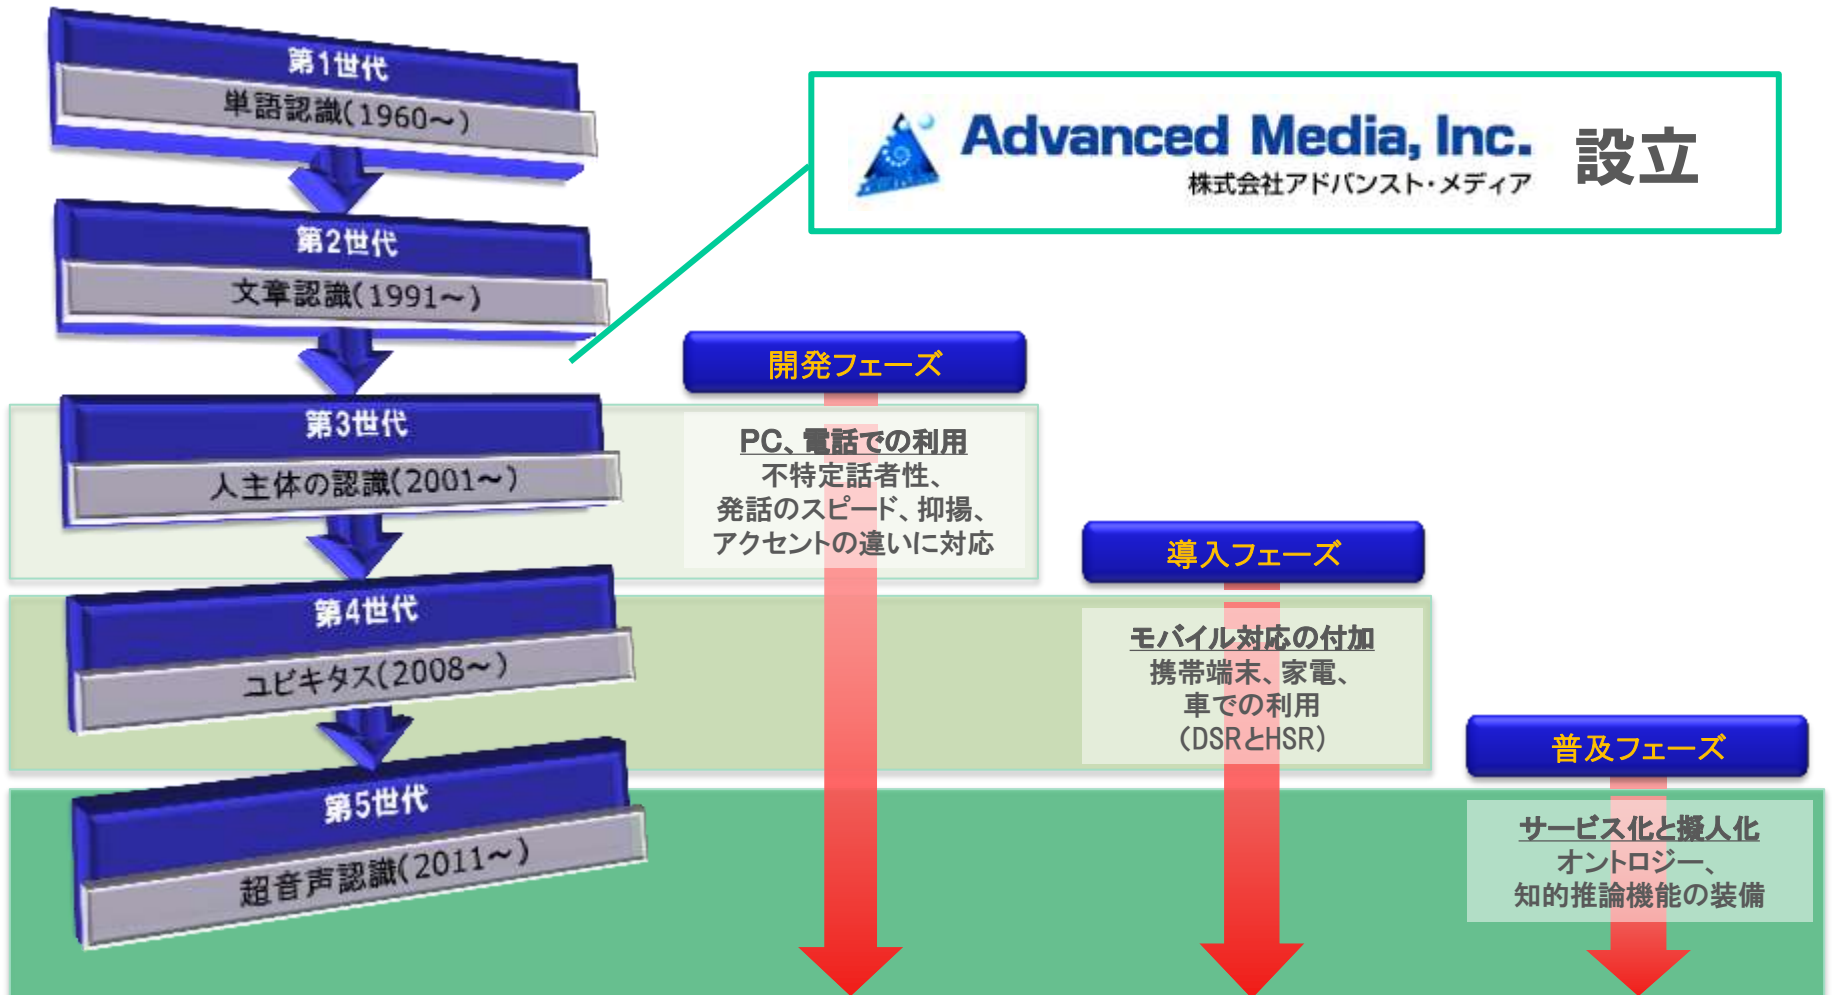 第1世代
単語認識(1960～)
Advanced Media, Inc.
株式会社アドバンスト・メディア
設立
第2世代
文章認識(1991～)
開発フェーズ
第3世代
人主体の認識(2001～)
PC、電話での利用
不特定話者性、
発話のスピード、抑揚、
アクセントの違いに対応
導入フェーズ
第4世代
ユビキタス(2008～)
モバイル対応の付加
携帯端末、家電、
車での利用
(DSRとHSR)
普及フェーズ
第5世代
超音声認識(2011～)
サービス化と擬人化
オントロジー、
知的推論機能の装備